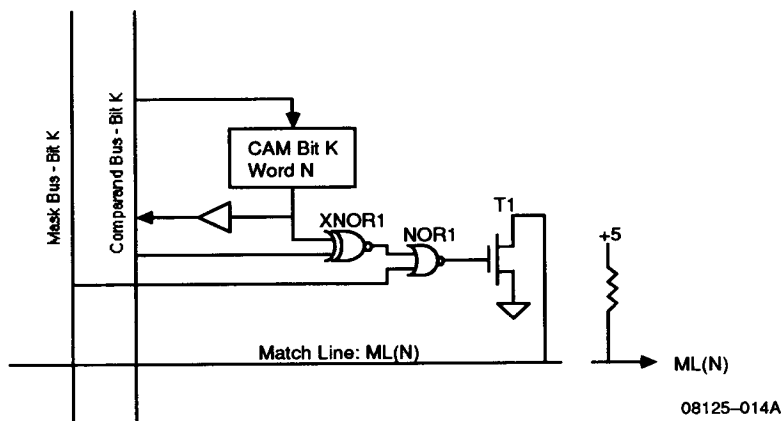 Mask Bus - Bit K
Comparand Bus - Bit K
CAM Bit K
Word N
XNOR1
NOR1
T1
+5
Match Line: ML(N)
ML(N)
08125–014A